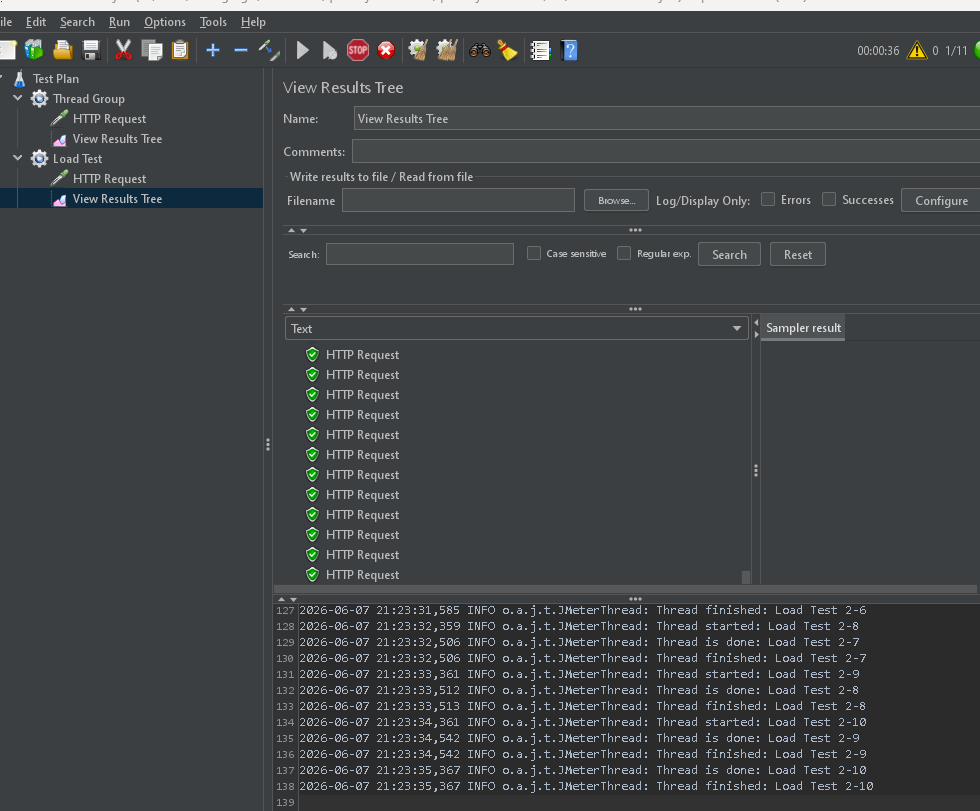 ile Edit Search Run Options Tools Help
STOP
00:00:36 0 1/11
Test Plan
Thread Group
HTTP Request
View Results Tree
Load Test
HTTP Request
View Results Tree
View Results Tree
Name: View Results Tree
Comments:
Write results to file / Read from file
Filename Browse... Log/Display Only: Errors Successes Configure
Search: Case sensitive Regular exp. Search Reset
Text
Sampler result
HTTP Request
HTTP Request
HTTP Request
HTTP Request
HTTP Request
HTTP Request
HTTP Request
HTTP Request
HTTP Request
HTTP Request
HTTP Request
HTTP Request
127 2026-06-07 21:23:31,585 INFO o.a.j.t.JMeterThread: Thread finished: Load Test 2-6
128 2026-06-07 21:23:32,359 INFO o.a.j.t.JMeterThread: Thread started: Load Test 2-8
129 2026-06-07 21:23:32,506 INFO o.a.j.t.JMeterThread: Thread is done: Load Test 2-7
130 2026-06-07 21:23:32,506 INFO o.a.j.t.JMeterThread: Thread finished: Load Test 2-7
131 2026-06-07 21:23:33,361 INFO o.a.j.t.JMeterThread: Thread started: Load Test 2-9
132 2026-06-07 21:23:33,512 INFO o.a.j.t.JMeterThread: Thread is done: Load Test 2-8
133 2026-06-07 21:23:33,513 INFO o.a.j.t.JMeterThread: Thread finished: Load Test 2-8
134 2026-06-07 21:23:34,361 INFO o.a.j.t.JMeterThread: Thread started: Load Test 2-10
135 2026-06-07 21:23:34,542 INFO o.a.j.t.JMeterThread: Thread is done: Load Test 2-9
136 2026-06-07 21:23:34,542 INFO o.a.j.t.JMeterThread: Thread finished: Load Test 2-9
137 2026-06-07 21:23:35,367 INFO o.a.j.t.JMeterThread: Thread is done: Load Test 2-10
138 2026-06-07 21:23:35,367 INFO o.a.j.t.JMeterThread: Thread finished: Load Test 2-10
139